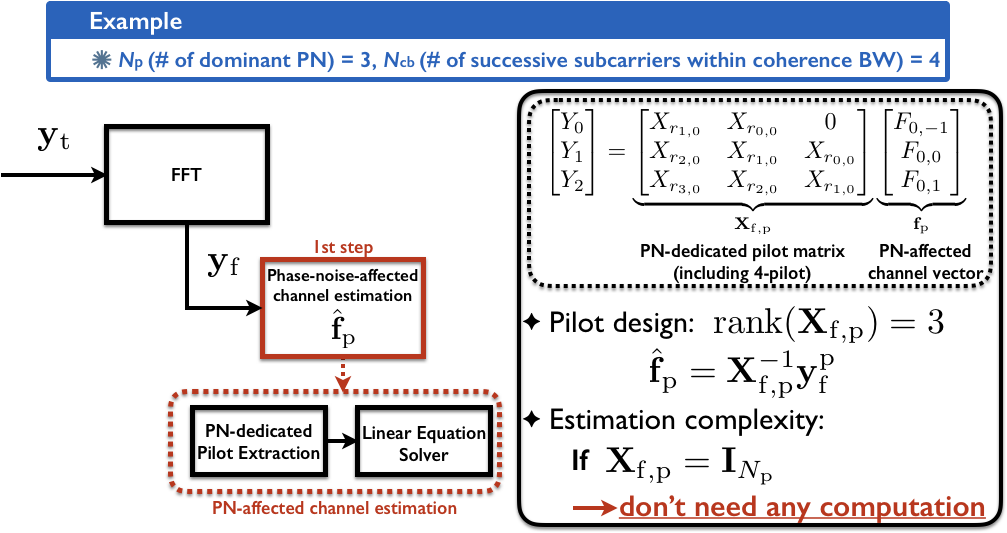 Example
✳ Np (# of dominant PN) = 3, Ncb (# of successive subcarriers within coherence BW) = 4
yt
FFT
yf
1st step
Phase-noise-affected
channel estimation
f̂p
PN-dedicated
Pilot Extraction
Linear Equation
Solver
PN-affected channel estimation
[Y0] = [Xr1,0 Xr0,0 0] [F0,−1]
[Y1] [Xr2,0 Xr1,0 Xr0,0] [F0,0]
[Y2] [Xr3,0 Xr2,0 Xr1,0] [F0,1]
Xf,p fp
PN-dedicated pilot matrix
(including 4-pilot)
PN-affected
channel vector
✦ Pilot design: rank(Xf,p) = 3
f̂p = Xf,p⁻¹ yfᵖ
✦ Estimation complexity:
If Xf,p = INp
→ don't need any computation